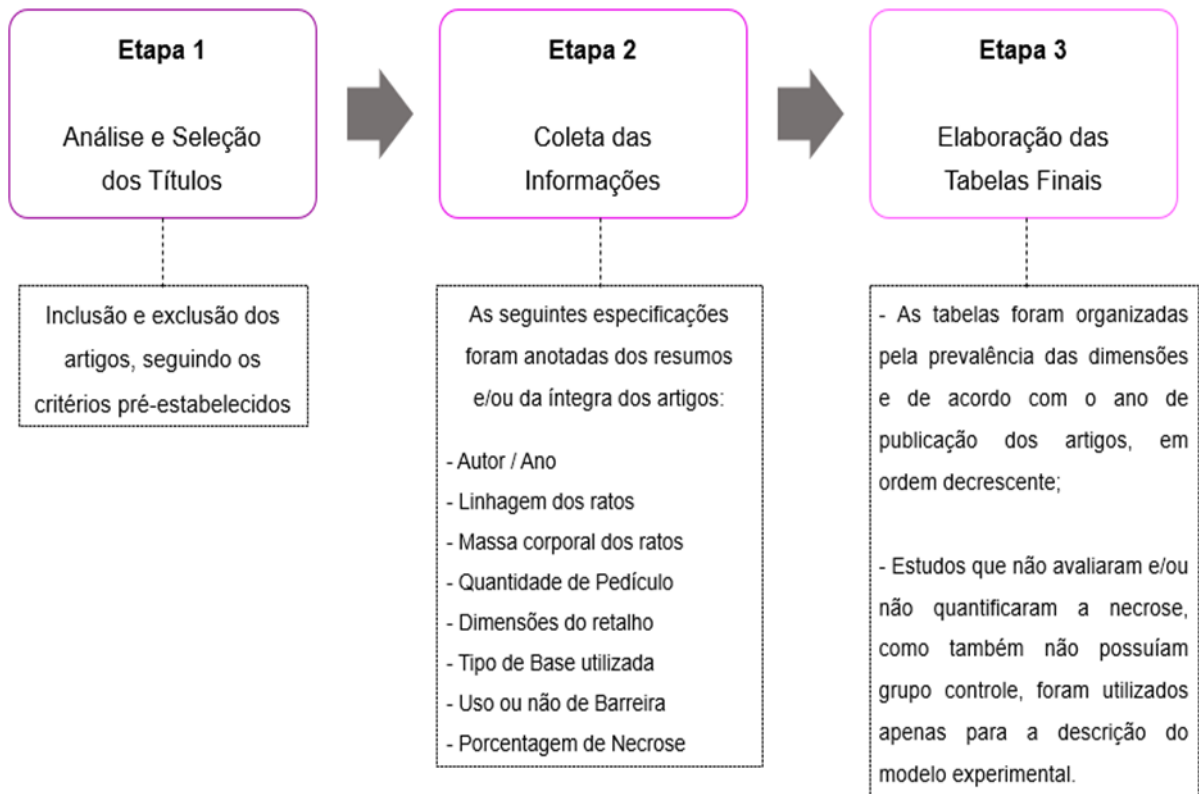 Etapa 1
Análise e Seleção
dos Títulos
Inclusão e exclusão dos
artigos, seguindo os
critérios pré-estabelecidos
Etapa 2
Coleta das
Informações
As seguintes especificações
foram anotadas dos resumos
e/ou da íntegra dos artigos:
- Autor / Ano
- Linhagem dos ratos
- Massa corporal dos ratos
- Quantidade de Pedículo
- Dimensões do retalho
- Tipo de Base utilizada
- Uso ou não de Barreira
- Porcentagem de Necrose
Etapa 3
Elaboração das
Tabelas Finais
- As tabelas foram organizadas
pela prevalência das dimensões
e de acordo com o ano de
publicação dos artigos, em
ordem decrescente;
- Estudos que não avaliaram e/ou
não quantificaram a necrose,
como também não possuíam
grupo controle, foram utilizados
apenas para a descrição do
modelo experimental.